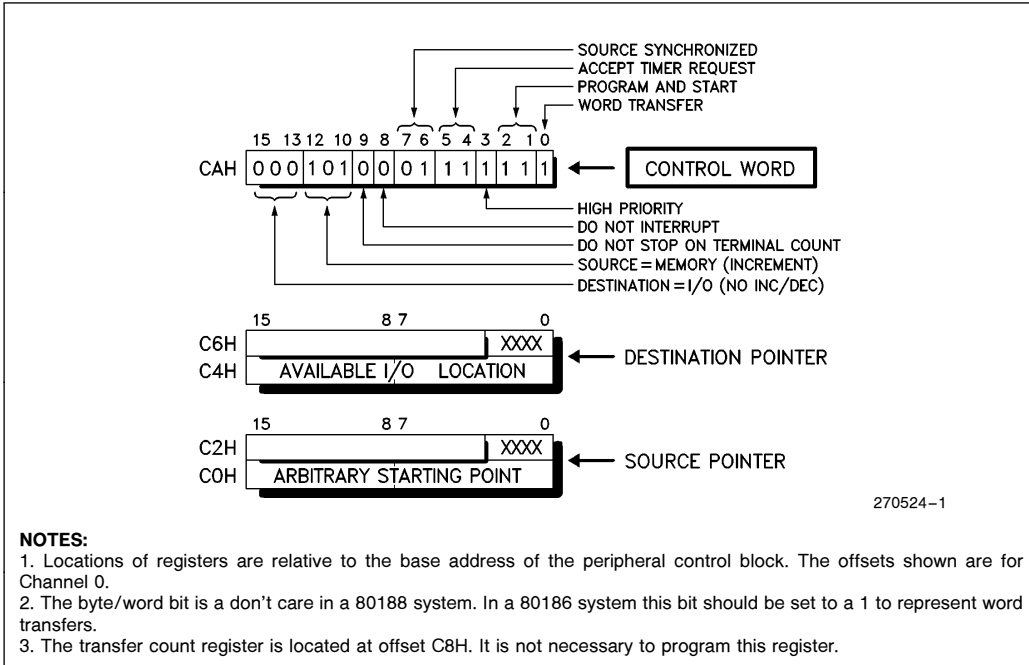 SOURCE SYNCHRONIZED
ACCEPT TIMER REQUEST
PROGRAM AND START
WORD TRANSFER
15 13 12 10 9 8 7 6 5 4 3 2 1 0
CAH 0 0 0 1 0 1 0 0 0 1 1 1 1 1 1 1 CONTROL WORD
HIGH PRIORITY
DO NOT INTERRUPT
DO NOT STOP ON TERMINAL COUNT
SOURCE=MEMORY (INCREMENT)
DESTINATION=I/O (NO INC/DEC)
15 8 7 0
C6H XXXX
DESTINATION POINTER
C4H AVAILABLE I/O LOCATION
15 8 7 0
C2H XXXX
SOURCE POINTER
C0H ARBITRARY STARTING POINT
270524–1
NOTES:
1. Locations of registers are relative to the base address of the peripheral control block. The offsets shown are for
Channel 0.
2. The byte/word bit is a don't care in a 80188 system. In a 80186 system this bit should be set to a 1 to represent word
transfers.
3. The transfer count register is located at offset C8H. It is not necessary to program this register.